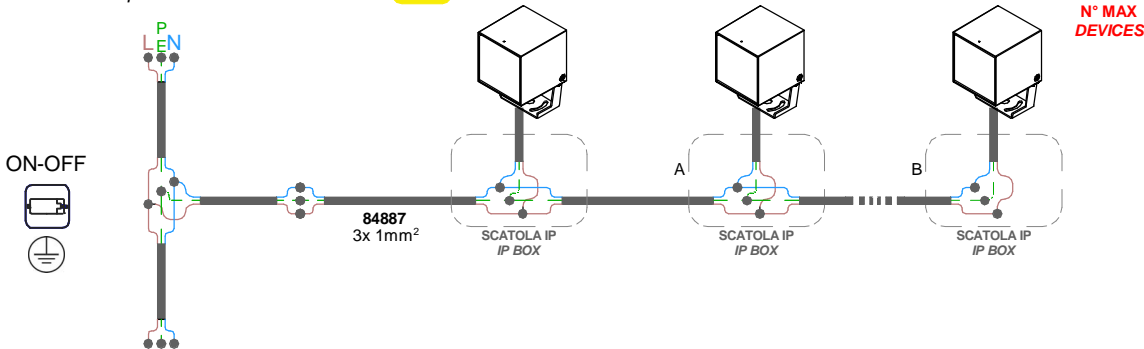 N° MAX
DEVICES
L PE N
ON-OFF
A
B
84887
3x 1mm²
SCATOLA IP
IP BOX
SCATOLA IP
IP BOX
SCATOLA IP
IP BOX